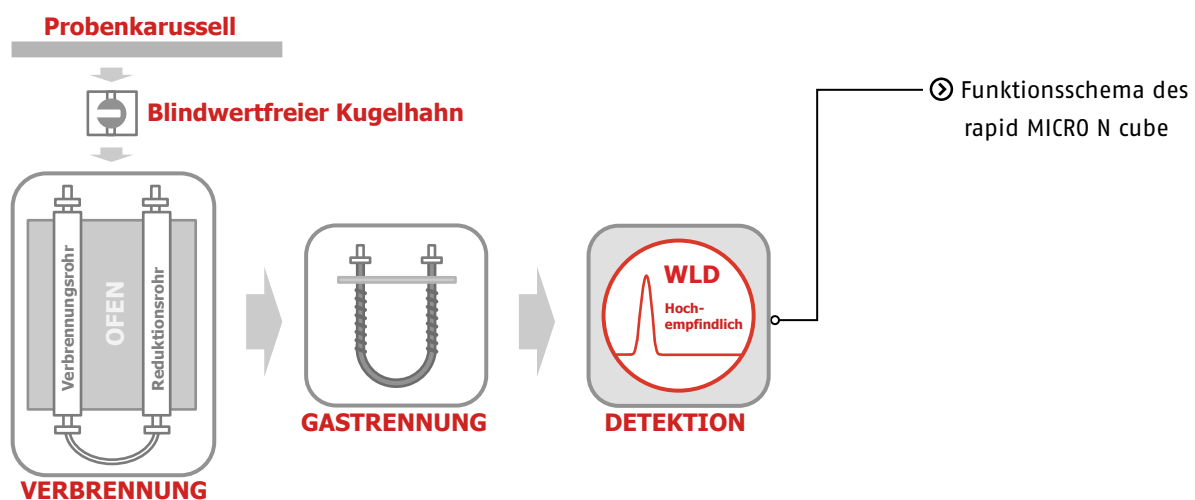 Probenkarussell
Blindwertfreier Kugelhahn
Funktionsschema des
rapid MICRO N cube
Verbrennungsrohr
OFEN
Reduktionsrohr
WLD
Hoch-
empfindlich
GASTRENNUNG
DETEKTION
VERBRENNUNG